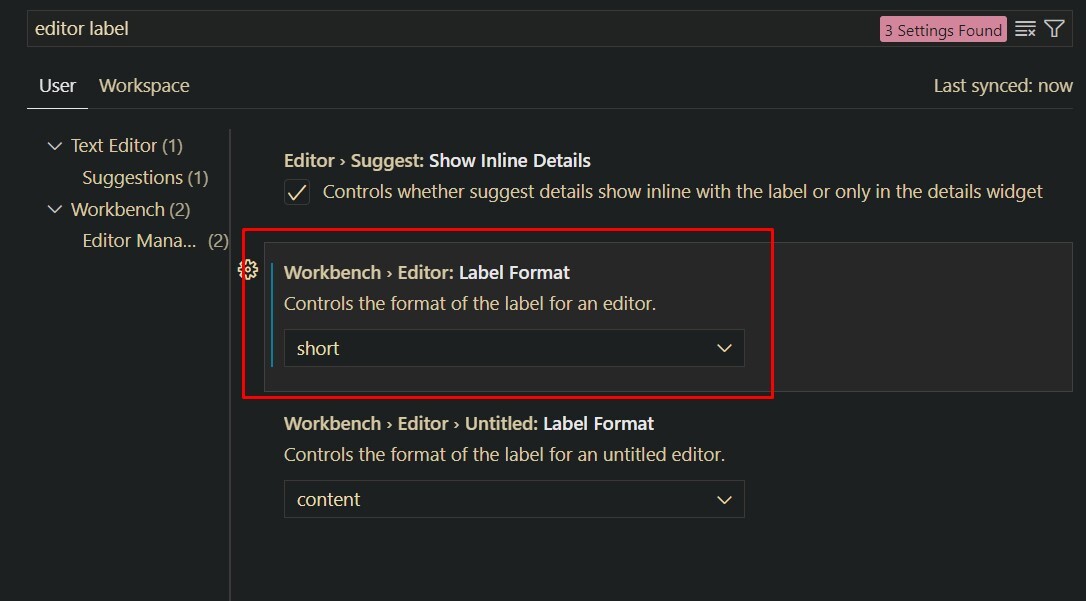 editor label
3 Settings Found
User
Workspace
Last synced: now
Text Editor (1)
Suggestions (1)
Workbench (2)
Editor Mana... (2)
Editor › Suggest: Show Inline Details
Controls whether suggest details show inline with the label or only in the details widget
Workbench › Editor: Label Format
Controls the format of the label for an editor.
short
Workbench › Editor › Untitled: Label Format
Controls the format of the label for an untitled editor.
content